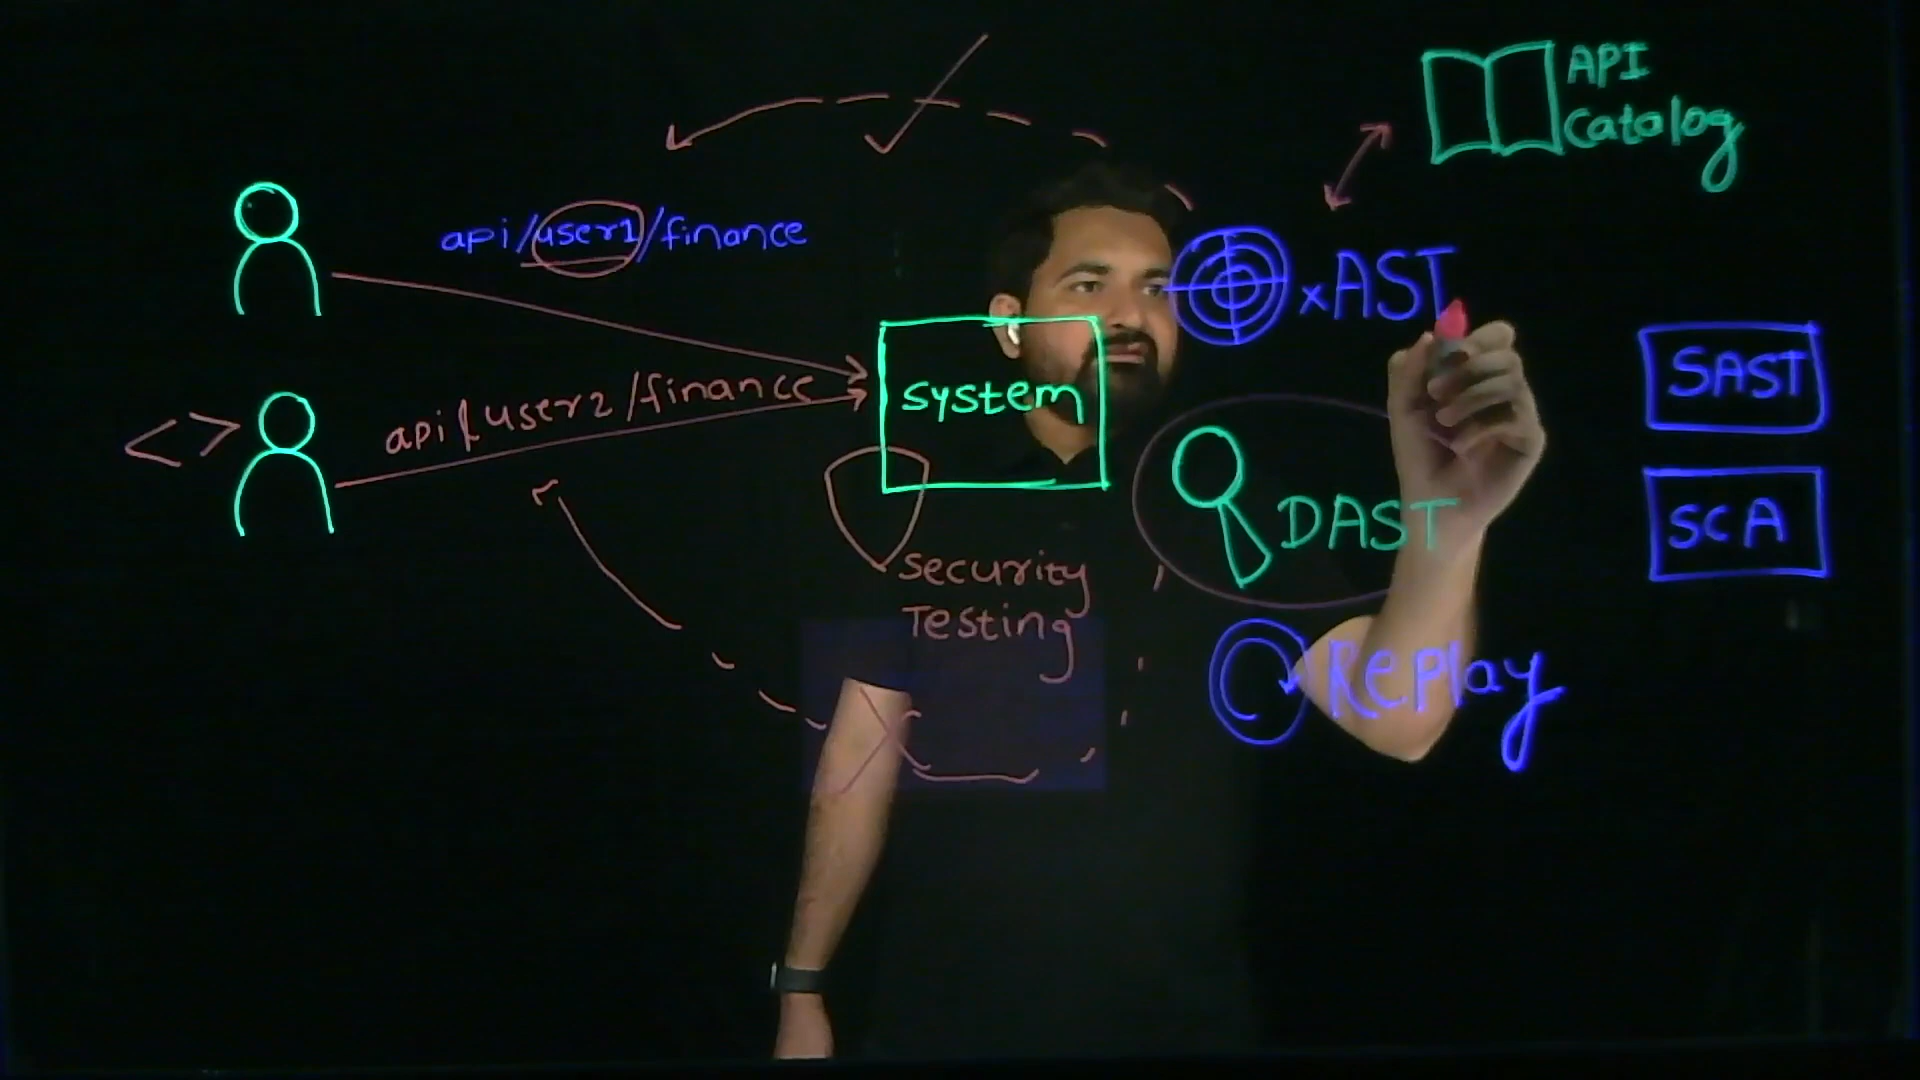 API
Catalog
api/user1/finance
xAST
SAST
api/user2/finance
system
DAST
SCA
Security
Testing
Replay